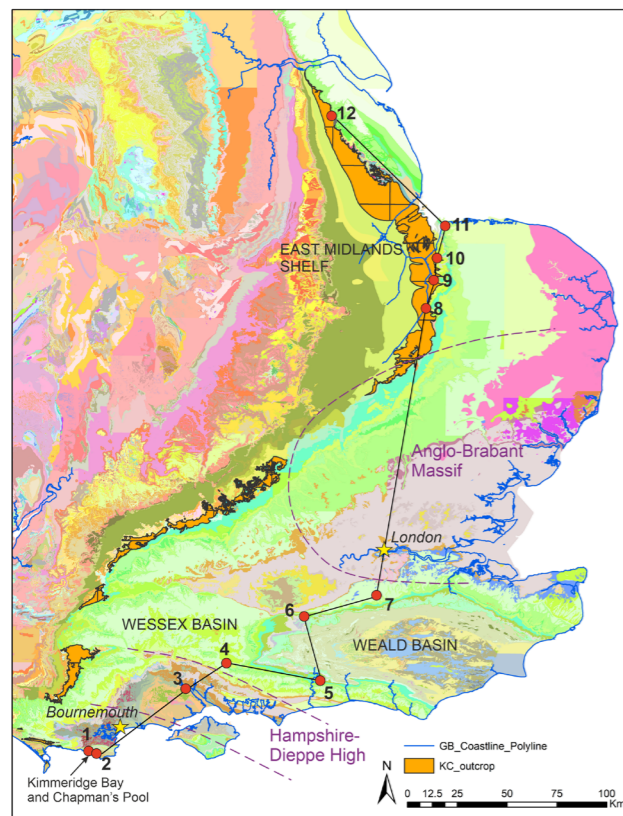 12
11
EAST MIDLANDS
SHELF
10
9
8
Anglo-Brabant
Massif
London
7
6
WESSEX BASIN
WEALD BASIN
4
5
3
Bournemouth
Hampshire-
Dieppe High
1
2
Kimmeridge Bay
and Chapman's Pool
N
GB_Coastline_Polyline
KC_outcrop
0 12.5 25 50 75 100
Km